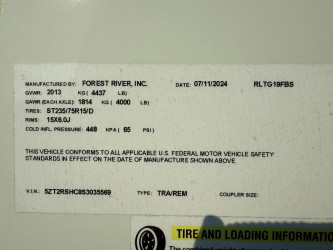 MANUFACTURED BY: FOREST RIVER, INC. DATE: 07/11/2024 RLTG19FBS
GVWR: 2013 KG ( 4437 LB)
GAWR (EACH AXLE): 1814 KG ( 4000 LB)
TIRES: ST235/75R15/D
RIMS: 15X6.0J
COLD INFL. PRESSURE: 448 KPA ( 65 PSI )
THIS VEHICLE CONFORMS TO ALL APPLICABLE U.S. FEDERAL MOTOR VEHICLE SAFETY
STANDARDS IN EFFECT ON THE DATE OF MANUFACTURE SHOWN ABOVE.
V.I.N.: 5ZT2RSHC8S3035569 TYPE: TRA/REM COUPLER SIZE:
TIRE AND LOADING INFORMATION